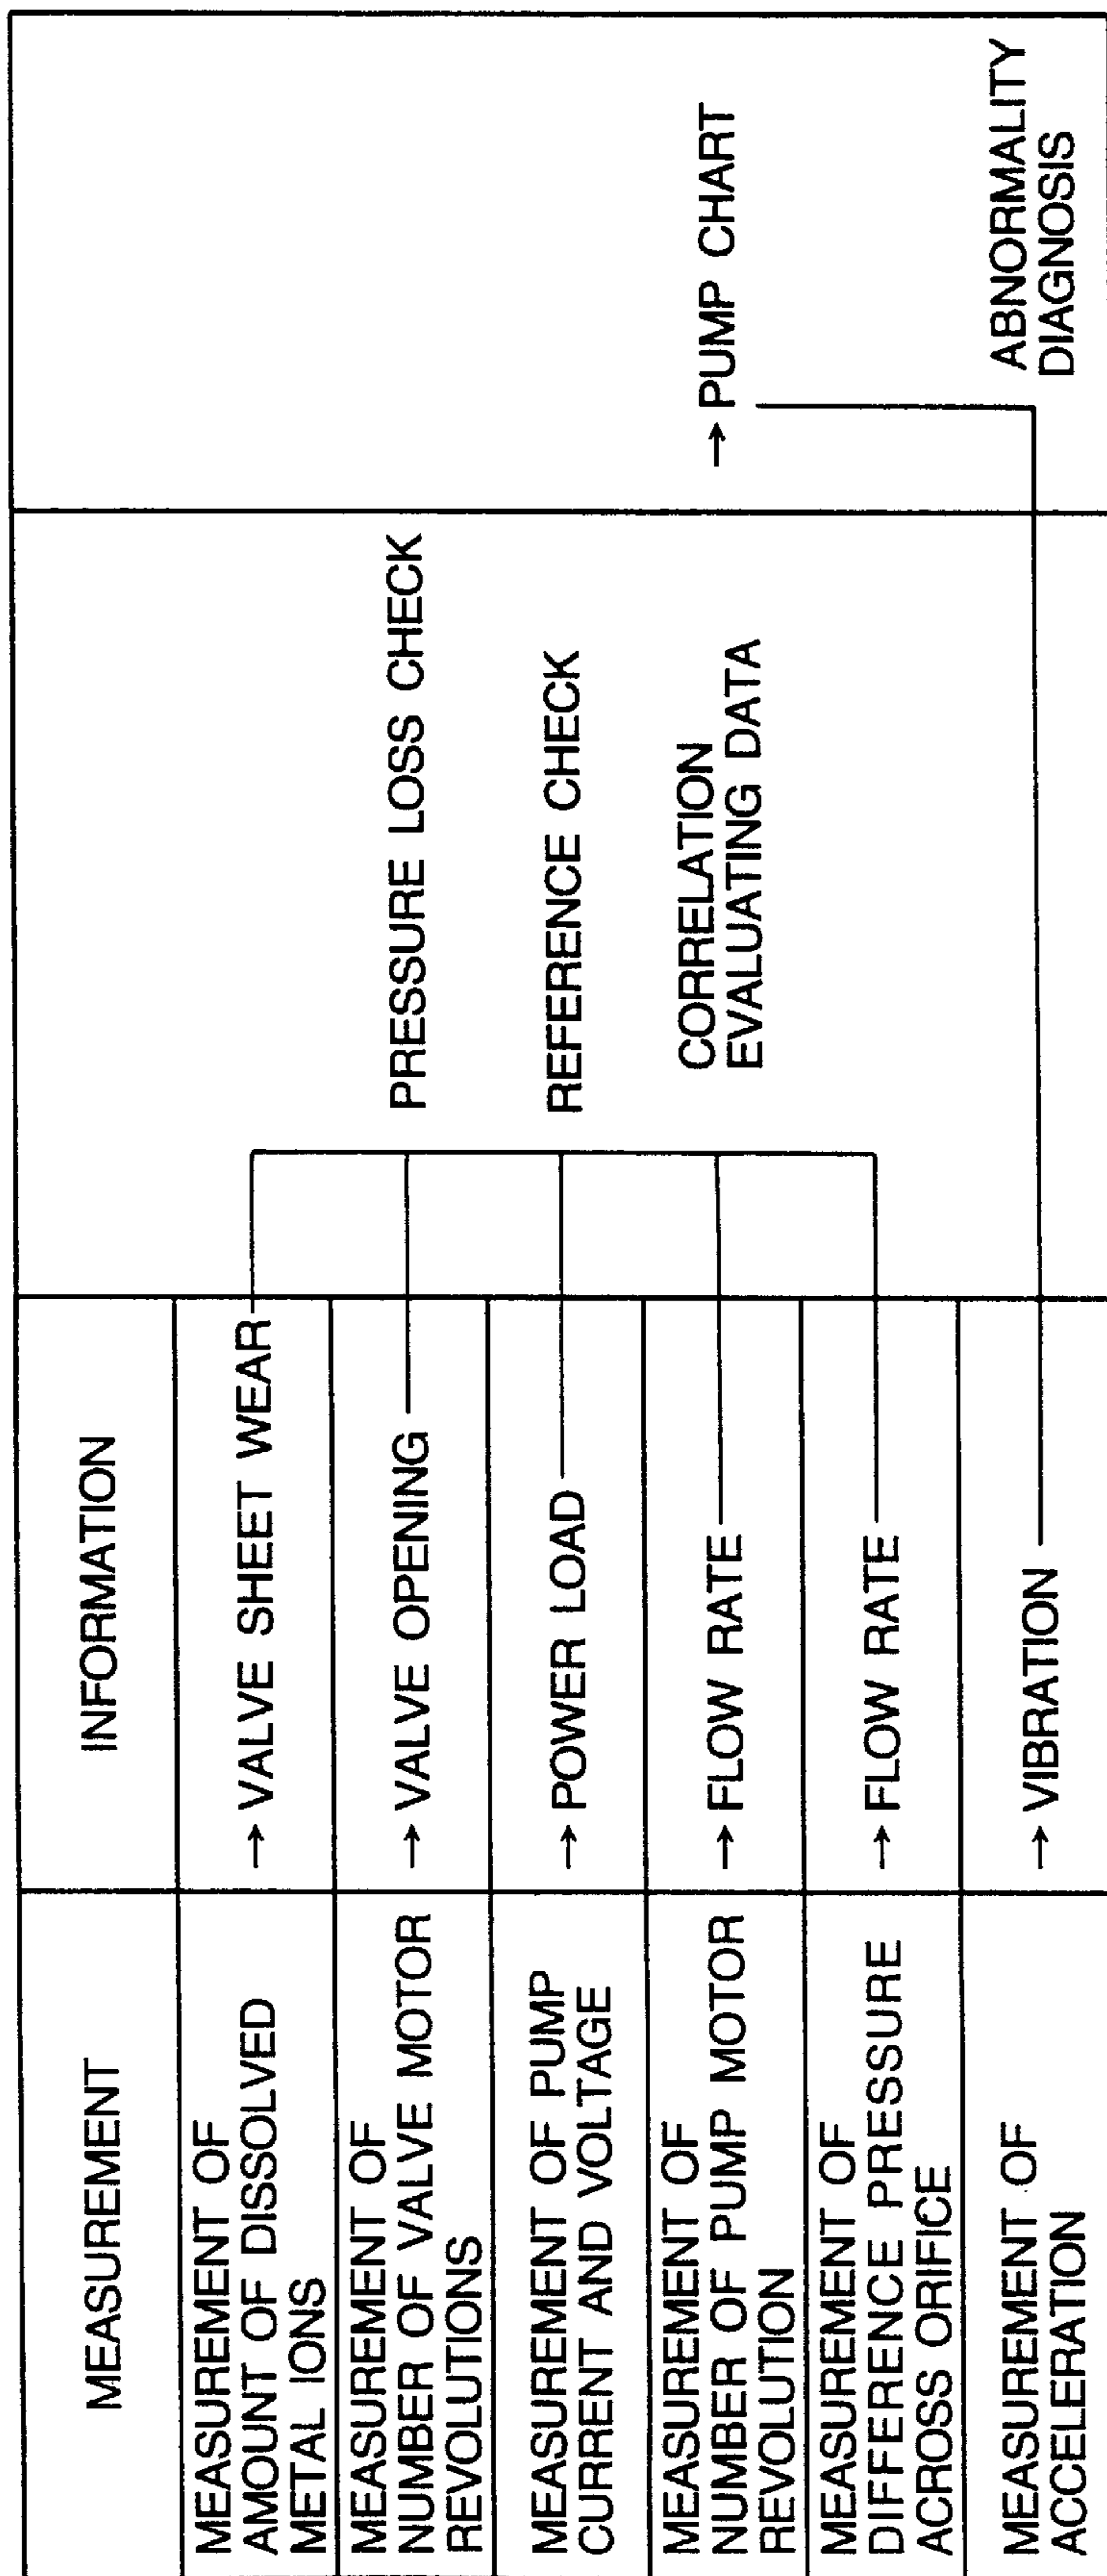 MEASUREMENT
INFORMATION
MEASUREMENT OF
AMOUNT OF DISSOLVED
METAL IONS
→ VALVE SHEET WEAR
MEASUREMENT OF
NUMBER OF VALVE MOTOR
REVOLUTIONS
→ VALVE OPENING
PRESSURE LOSS CHECK
MEASUREMENT OF PUMP
CURRENT AND VOLTAGE
→ POWER LOAD
REFERENCE CHECK
MEASUREMENT OF
NUMBER OF PUMP MOTOR
REVOLUTION
→ FLOW RATE
CORRELATION
EVALUATING DATA
→ PUMP CHART
MEASUREMENT OF
DIFFERENCE PRESSURE
ACROSS ORIFICE
→ FLOW RATE
MEASUREMENT OF
ACCELERATION
→ VIBRATION
ABNORMALITY
DIAGNOSIS